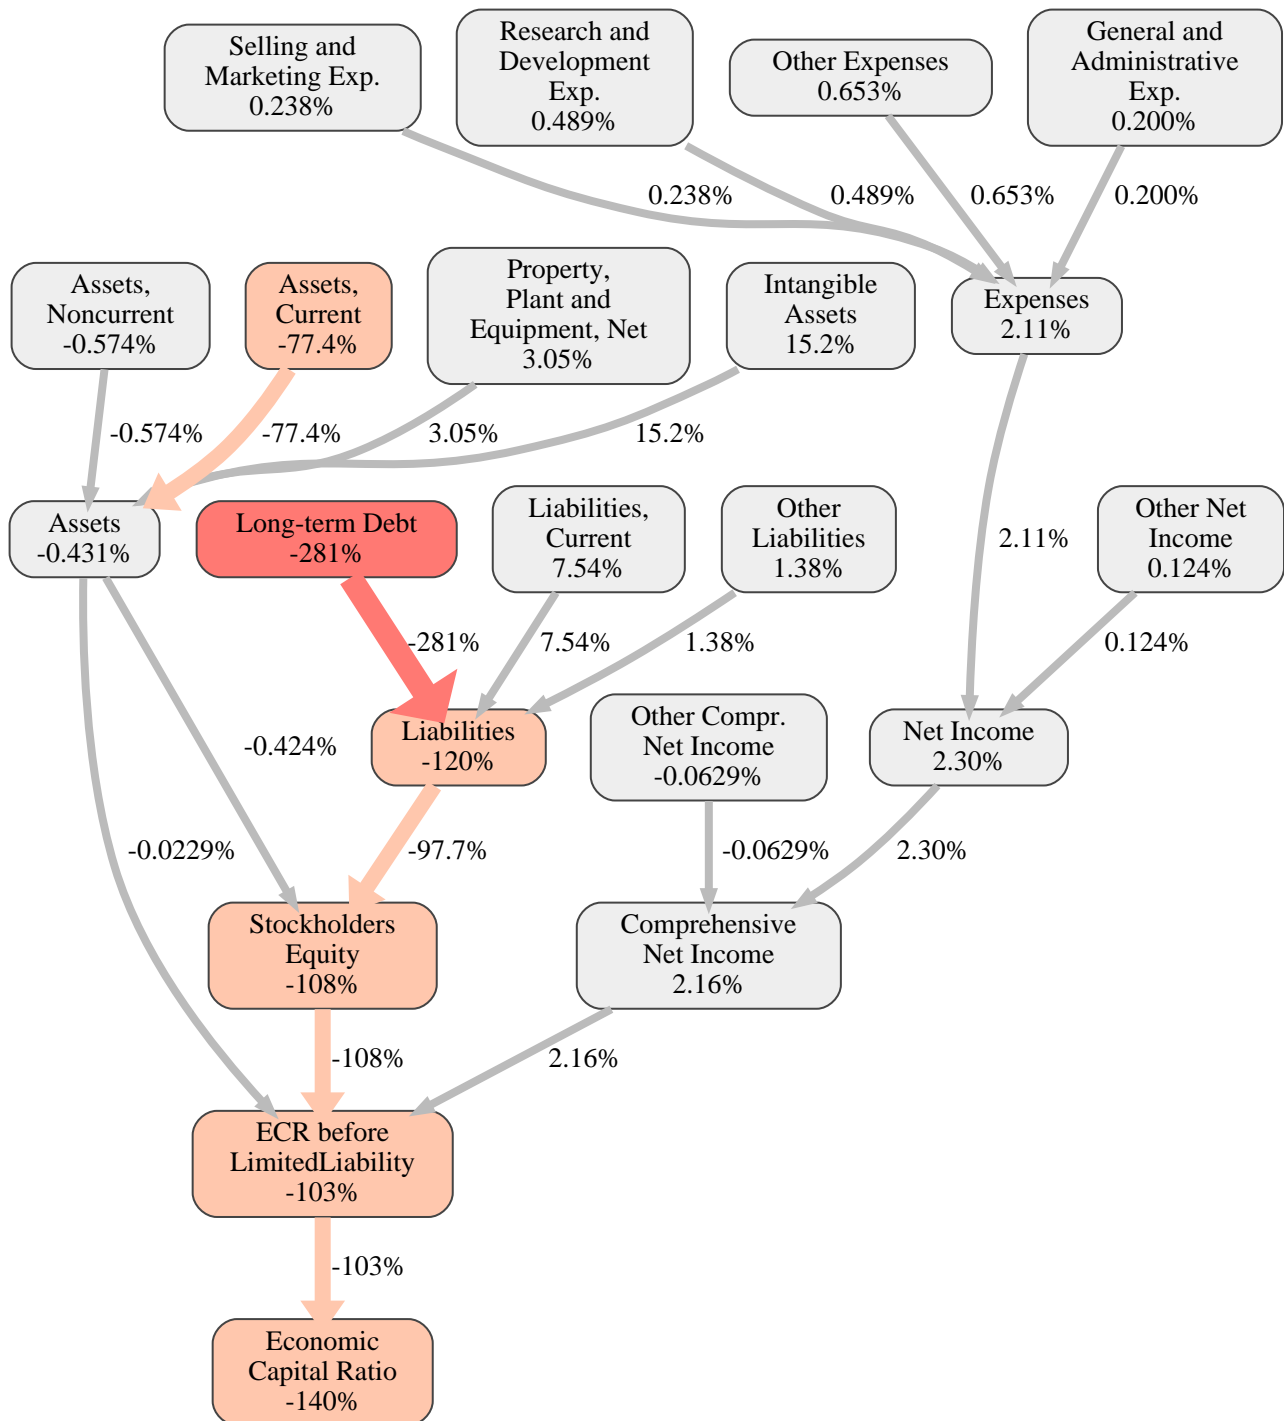 Selling and
Marketing Exp.
0.238%
Research and
Development
Exp.
0.489%
Other Expenses
0.653%
General and
Administrative
Exp.
0.200%
0.238%
0.489%
0.653%
0.200%
Assets,
Noncurrent
-0.574%
Assets,
Current
-77.4%
Property,
Plant and
Equipment, Net
3.05%
Intangible
Assets
15.2%
Expenses
2.11%
-0.574%
-77.4%
3.05%
15.2%
Assets
-0.431%
Long-term Debt
-281%
Liabilities,
Current
7.54%
Other
Liabilities
1.38%
2.11%
Other Net
Income
0.124%
-281%
7.54%
1.38%
0.124%
-0.424%
Liabilities
-120%
Other Compr.
Net Income
-0.0629%
Net Income
2.30%
-0.0229%
-97.7%
-0.0629%
2.30%
Stockholders
Equity
-108%
Comprehensive
Net Income
2.16%
-108%
2.16%
ECR before
LimitedLiability
-103%
-103%
Economic
Capital Ratio
-140%